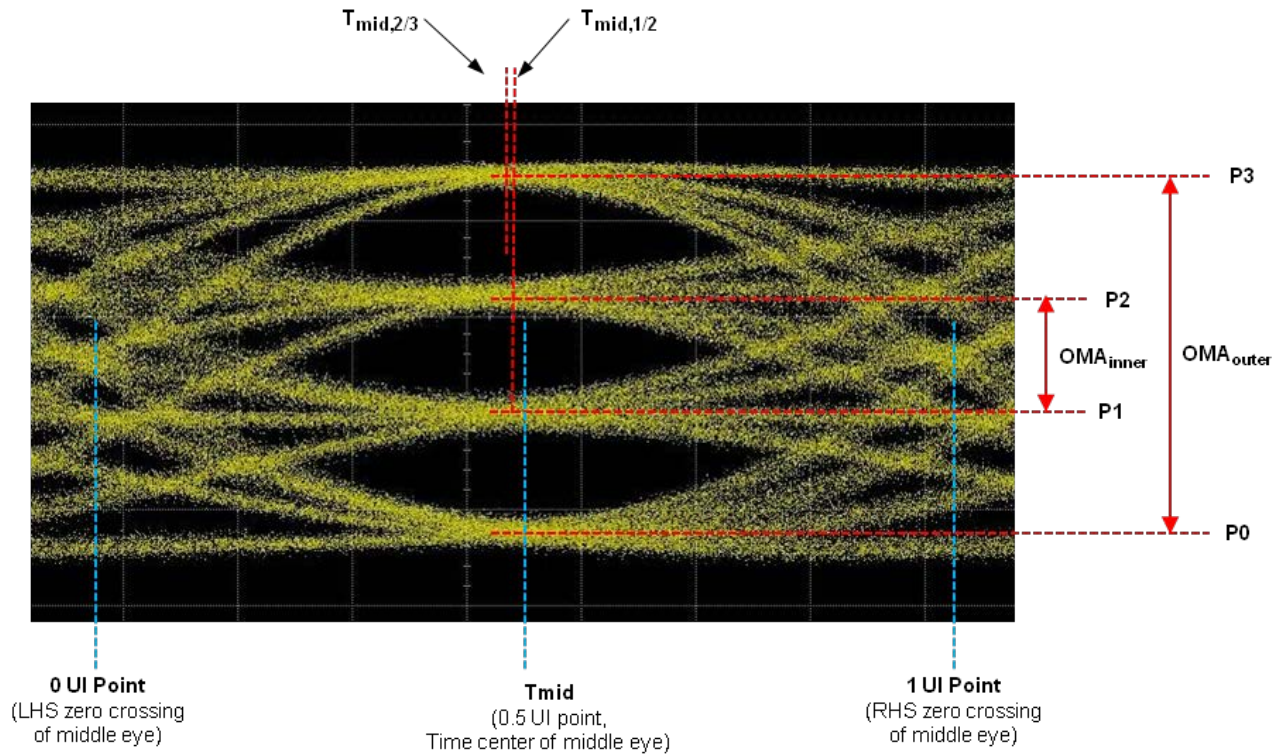 Tmid,2/3
Tmid,1/2
P3
P2
OMAinner
OMAouter
P1
P0
0 UI Point
(LHS zero crossing
of middle eye)
Tmid
(0.5 UI point,
Time center of middle eye)
1 UI Point
(RHS zero crossing
of middle eye)